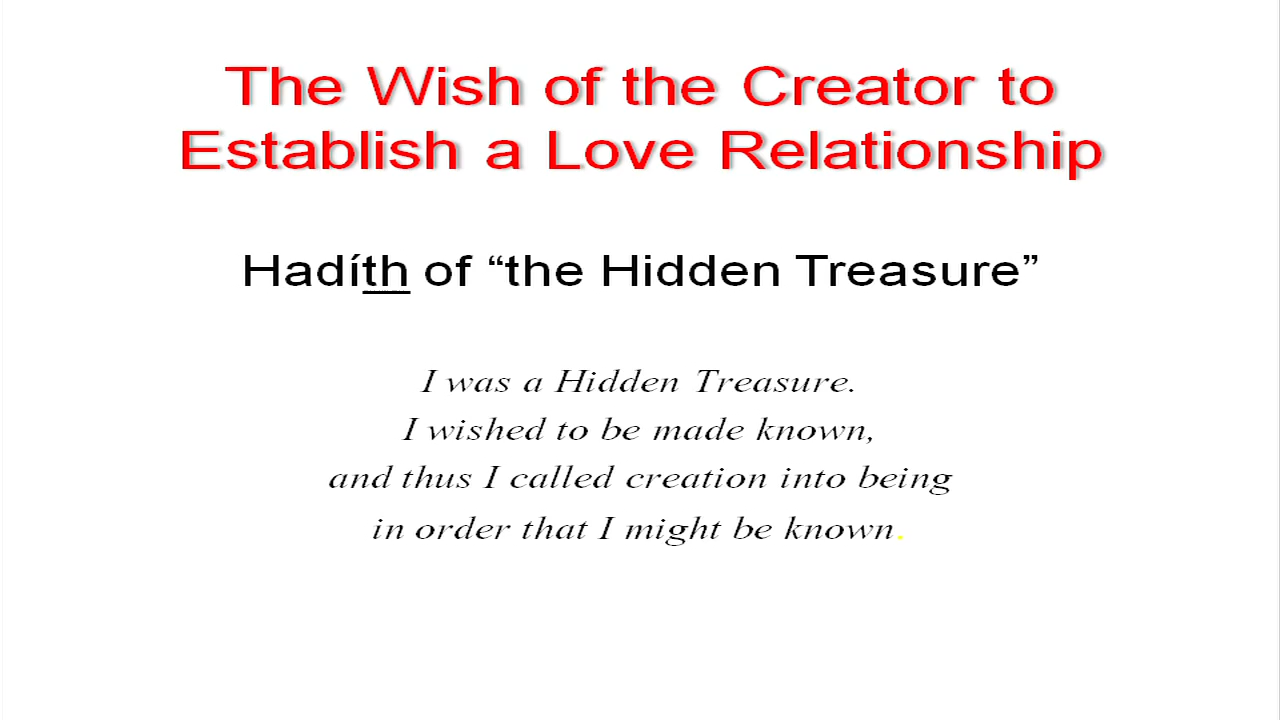 The Wish of the Creator to
Establish a Love Relationship
Hadíth of “the Hidden Treasure”
I was a Hidden Treasure.
I wished to be made known,
and thus I called creation into being
in order that I might be known.